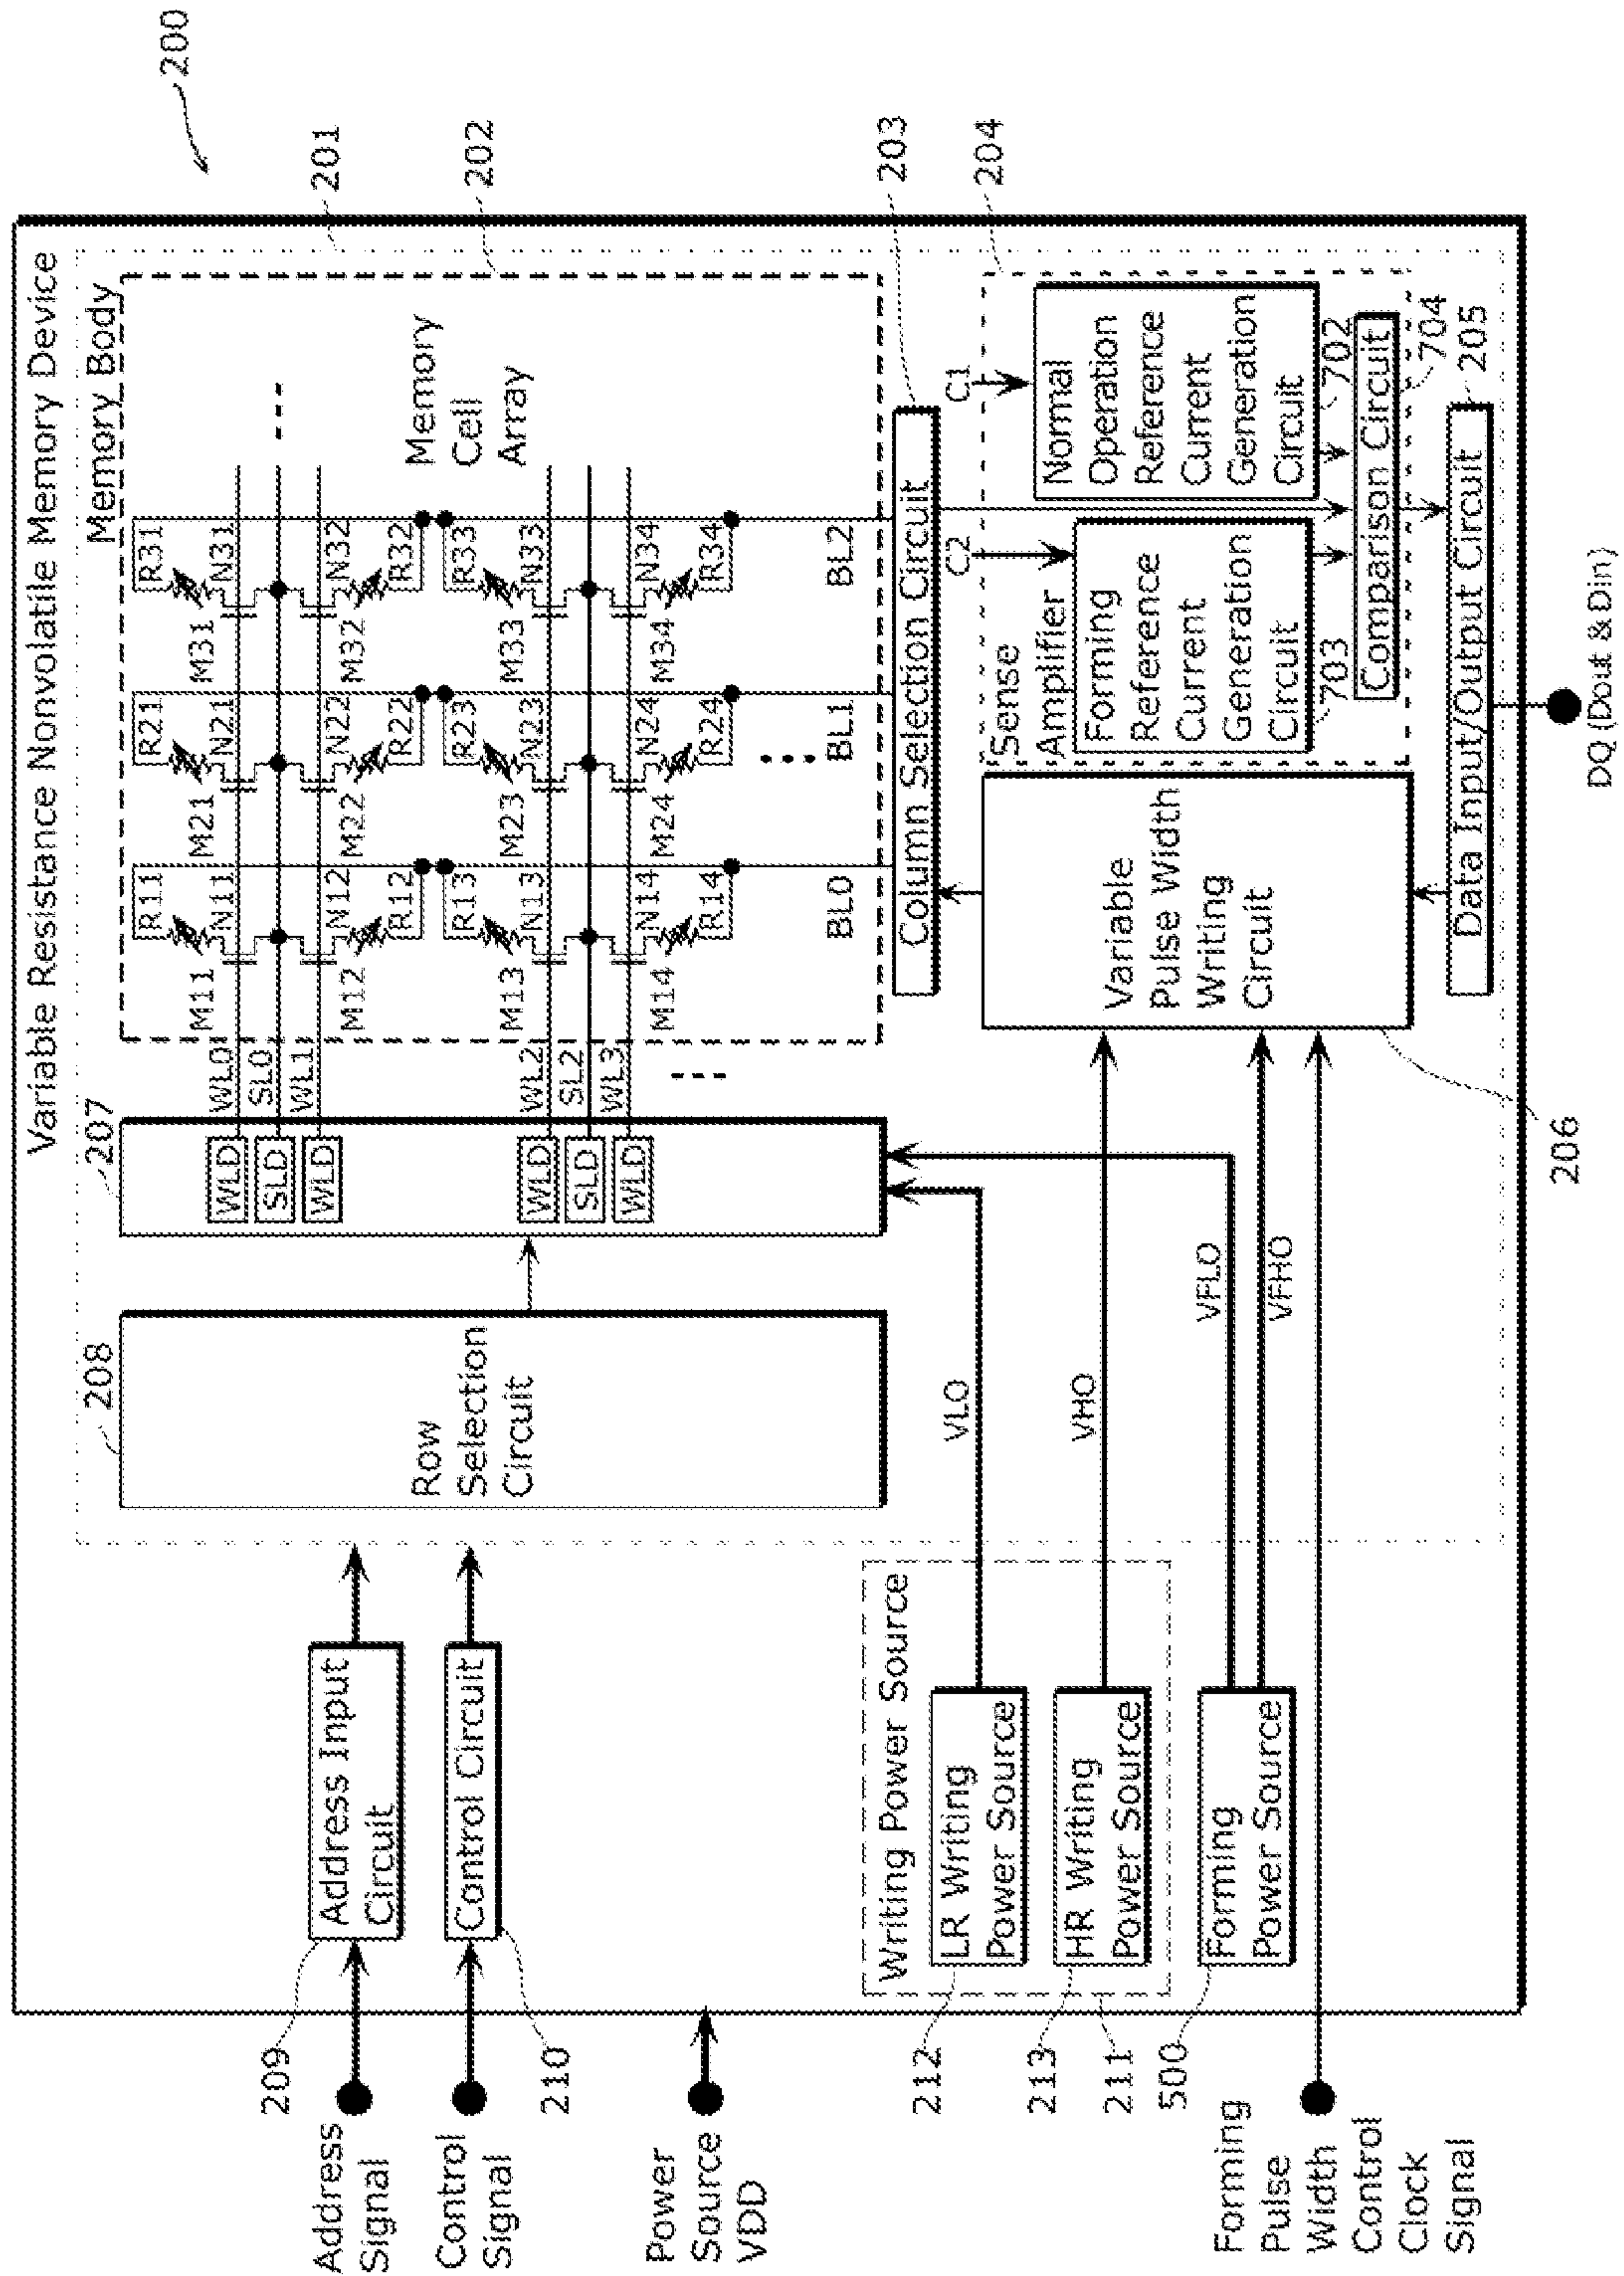 200
Variable Resistance Nonvolatile Memory Device
201
Memory Body
202
207
208
WLD
SLD
WLD
WLD
SLD
WLD
WL0
SL0
WL1
WL2
SL2
WL3
M11
R11
N11
M21
R21
N21
M31
R31
N31
M12
N12
R12
M22
N22
R22
M32
N32
R32
M13
R13
N13
M23
R23
N23
M33
R33
N33
M14
N14
R14
M24
N24
R24
M34
N34
R34
Memory
Cell
Array
BL0
BL1
BL2
Row
Selection
Circuit
Address
Signal
209
Address Input
Circuit
Control
Signal
210
Control Circuit
Power
Source
VDD
Column Selection Circuit
203
204
C2
C1
Sense
Amplifier
Forming
Reference
Current
Generation
Circuit
703
Normal
Operation
Reference
Current
Generation
Circuit
702
Comparison Circuit
704
Variable
Pulse Width
Writing
Circuit
206
Data Input/Output Circuit
205
DQ (Dout & Din)
Writing Power Source
212
LR Writing
Power Source
213
HR Writing
Power Source
211
500
Forming
Power Source
VLO
VHO
VFLO
VFHO
Forming
Pulse
Width
Control
Clock
Signal